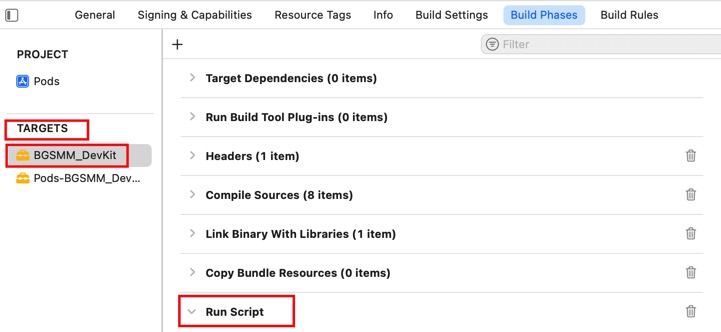 General Signing & Capabilities Resource Tags Info Build Settings Build Phases Build Rules
Filter
PROJECT
Pods
TARGETS
BGSMM_DevKit
Pods-BGSMM_Dev...
Target Dependencies (0 items)
Run Build Tool Plug-ins (0 items)
Headers (1 item)
Compile Sources (8 items)
Link Binary With Libraries (1 item)
Copy Bundle Resources (0 items)
Run Script